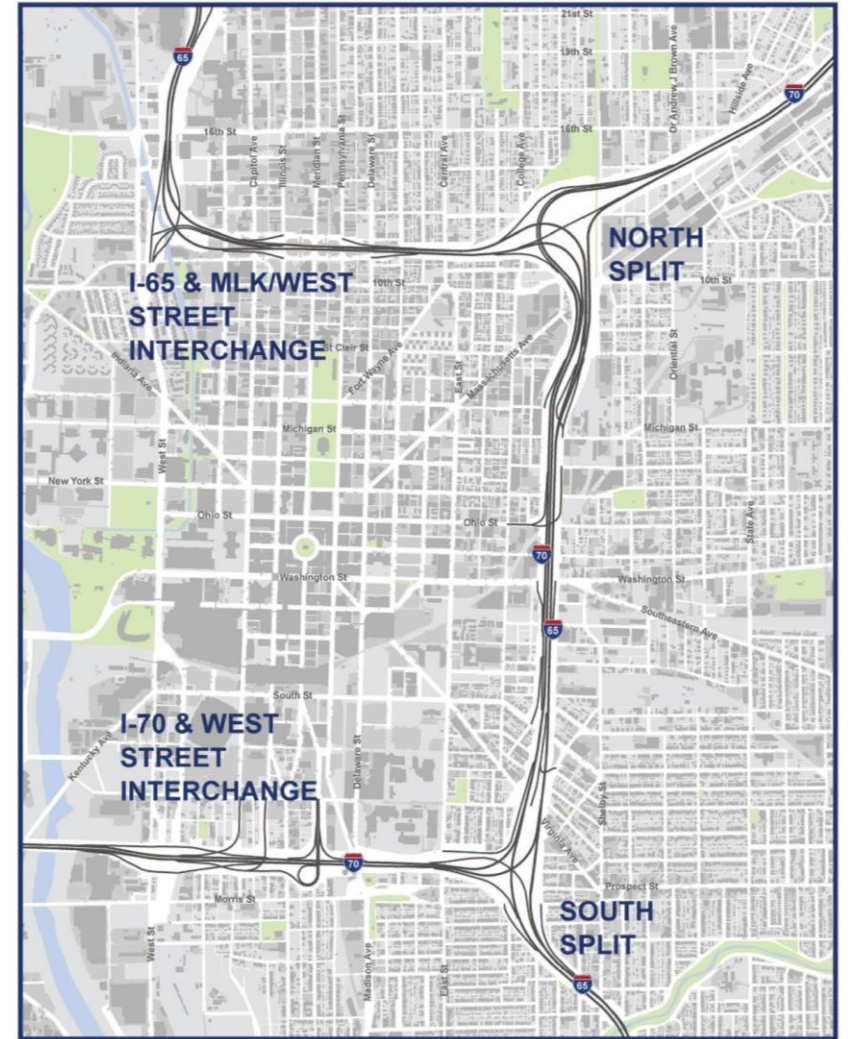 21st St
65
19th St
Dr Andrew J Brown Ave
Hillside Ave
70
16th St
16th St
Capitol Ave
Illinois St
Meridian St
Pennsylvania St
Delaware St
Central Ave
College Ave
NORTH
SPLIT
I-65 & MLK/WEST
STREET
INTERCHANGE
10th St
10th St
St Clair St
Fort Wayne Ave
Indiana Ave
East St
Massachusetts Ave
Oriental St
Michigan St
Michigan St
West St
New York St
Ohio St
Ohio St
State Ave
70
Washington St
Washington St
65
Southeastern Ave
South St
I-70 & WEST
STREET
INTERCHANGE
Kentucky Ave
Delaware St
Shelby St
Virginia Ave
70
Prospect St
Morris St
SOUTH
SPLIT
West St
Madison Ave
East St
65